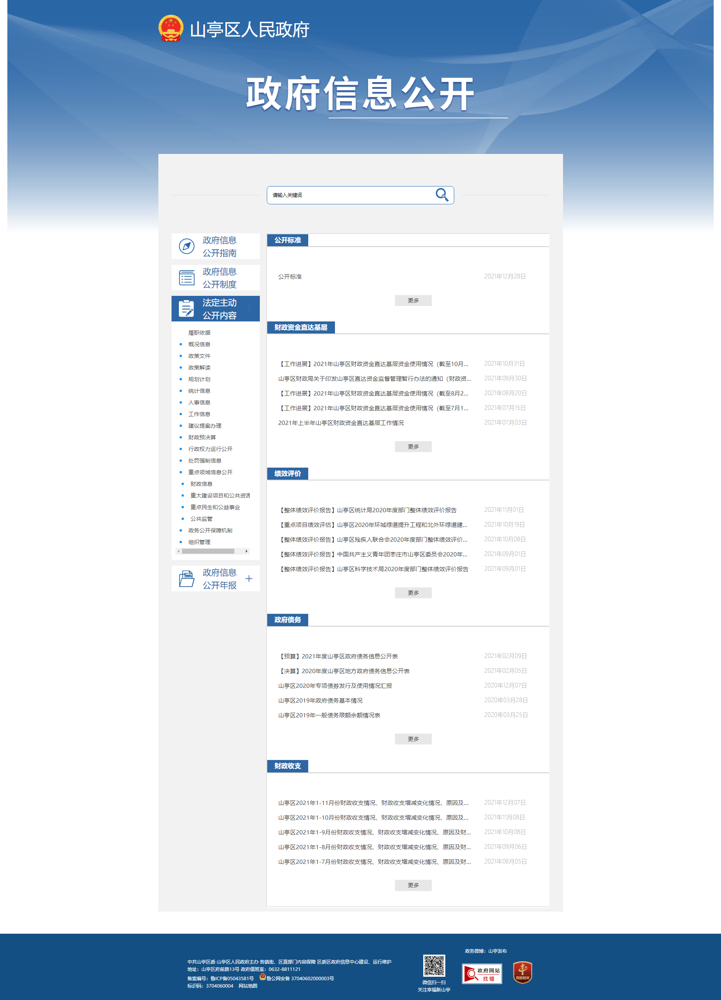 山亭区人民政府
政府信息公开
请输入关键词
政府信息
公开指南
政府信息
公开制度
法定主动
公开内容
履职依据
概况信息
政策文件
政策解读
规划计划
统计信息
人事信息
工作信息
建议提案办理
财政预决算
行政权力运行公开
处罚强制信息
重点领域信息公开
财政信息
重大建设项目和公共资源
重点民生和公益事业
公共监管
政务公开保障机制
组织管理
政府信息
公开年报
公开标准
公开标准 2021年12月28日
更多
财政资金直达基层
【工作进展】2021年山亭区财政资金直达基层资金使用情况（截至10月... 2021年10月31日
山亭区财政局关于印发山亭区直达资金监督管理暂行办法的通知（财政资... 2021年09月30日
【工作进展】2021年山亭区财政资金直达基层资金使用情况（截至8月2... 2021年08月20日
【工作进展】2021年山亭区财政资金直达基层资金使用情况（截至7月1... 2021年07月15日
2021年上半年山亭区财政资金直达基层工作情况 2021年07月03日
更多
绩效评价
【整体绩效评价报告】山亭区统计局2020年度部门整体绩效评价报告 2021年11月01日
【重点项目绩效评估】山亭区2020年环城绿道提升工程和北外环绿道建... 2021年10月19日
【整体绩效评价报告】山亭区残疾人联合会2020年度部门整体绩效评价... 2021年10月08日
【整体绩效评价报告】中国共产主义青年团枣庄市山亭区委员会2020年... 2021年09月01日
【整体绩效评价报告】山亭区科学技术局2020年度部门整体绩效评价报告 2021年09月01日
更多
政府债务
【预算】2021年度山亭区政府债务信息公开表 2021年02月09日
【决算】2020年度山亭区地方政府债务信息公开表 2021年02月05日
山亭区2020年专项债券发行及使用情况汇报 2020年12月07日
山亭区2019年政府债务基本情况 2020年03月28日
山亭区2019年一般债务限额余额情况表 2020年03月25日
更多
财政收支
山亭区2021年1-11月份财政收支情况、财政收支增减变化情况、原因及... 2021年12月07日
山亭区2021年1-10月份财政收支情况、财政收支增减变化情况、原因及... 2021年11月08日
山亭区2021年1-9月份财政收支情况、财政收支增减变化情况、原因及财... 2021年10月08日
山亭区2021年1-8月份财政收支情况、财政收支增减变化情况、原因及财... 2021年09月06日
山亭区2021年1-7月份财政收支情况、财政收支增减变化情况、原因及财... 2021年08月05日
更多
中共山亭区委 山亭区人民政府主办 各镇街、区直部门内容保障 区委区政府信息中心建设、运行维护
地址：山亭区府前路13号 政府值班室：0632-8811121
备案编号：鲁ICP备05043581号 鲁公网安备 37040602000003号
标识码：3704060004 网站地图
微信扫一扫
关注幸福新山亭
政务微博：山亭发布
政府网站
找错
党政机关